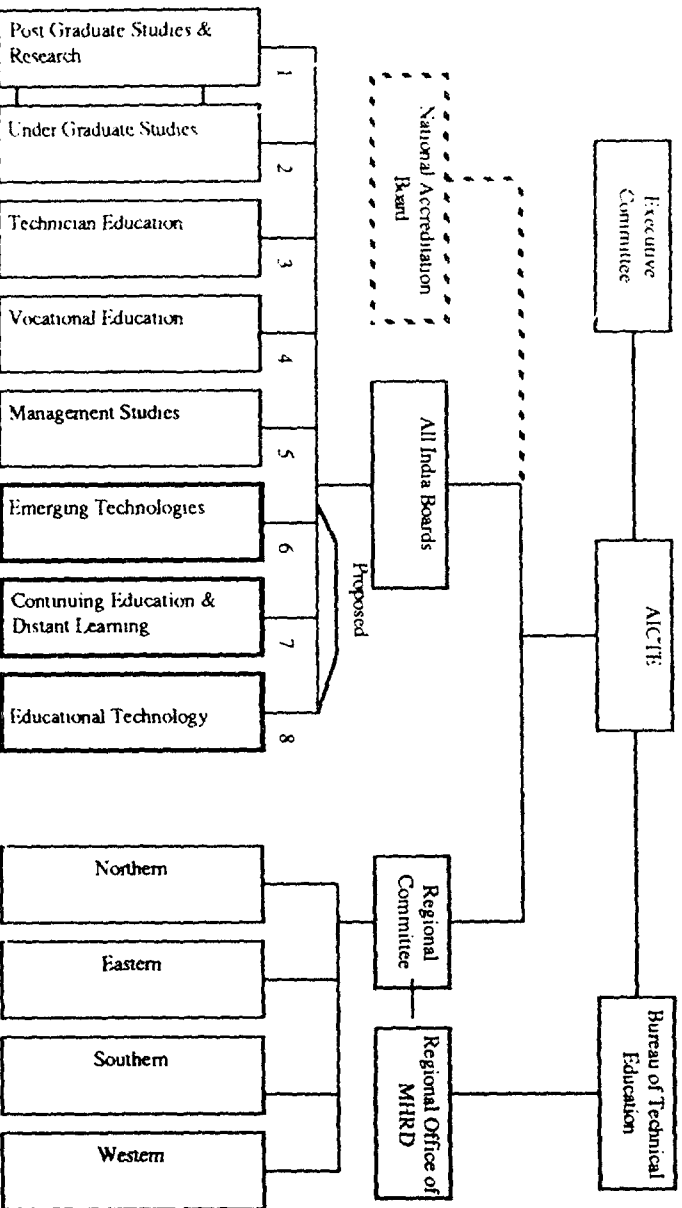 Executive
Committee
AICTE
Bureau of Technical
Education
National Accreditation
Board
All India Boards
Regional
Committee
Regional Office of
MHRD
Proposed
1
2
3
4
5
6
7
8
Post Graduate Studies &
Research
Under Graduate Studies
Technician Education
Vocational Education
Management Studies
Emerging Technologies
Continuing Education &
Distant Learning
Educational Technology
Northern
Eastern
Southern
Western